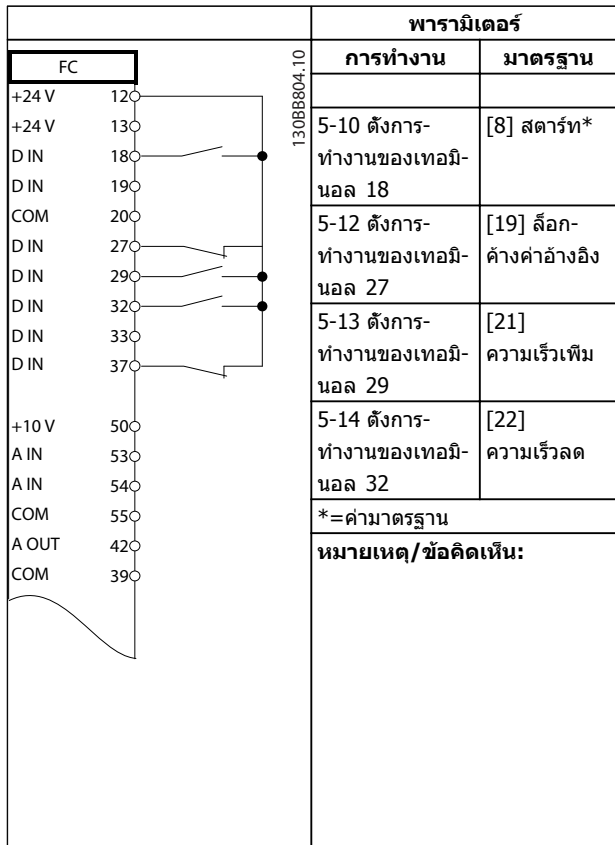 พารามิเตอร์
การทำงาน มาตรฐาน
FC
+24 V 12
+24 V 13
D IN 18
D IN 19
COM 20
D IN 27
D IN 29
D IN 32
D IN 33
D IN 37
+10 V 50
A IN 53
A IN 54
COM 55
A OUT 42
COM 39
130BB804.10
5-10 ตั้งการ- [8] สตาร์ท*
ทำงานของเทอมิ-
นอล 18
5-12 ตั้งการ- [19] ล็อก-
ทำงานของเทอมิ- ค้างค่าอ้างอิง
นอล 27
5-13 ตั้งการ- [21]
ทำงานของเทอมิ- ความเร็วเพิ่ม
นอล 29
5-14 ตั้งการ- [22]
ทำงานของเทอมิ- ความเร็วลด
นอล 32
*=ค่ามาตรฐาน
หมายเหตุ/ข้อคิดเห็น: